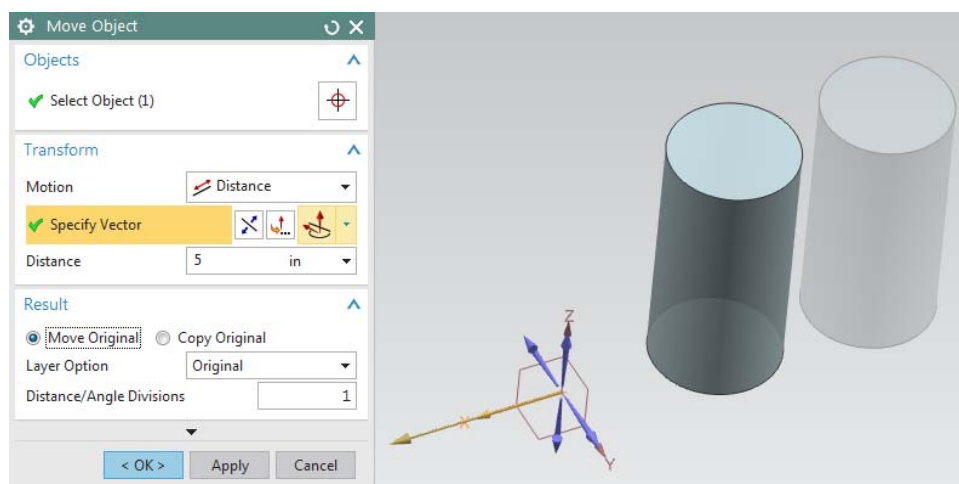 Move Object
Objects
Select Object (1)
Transform
Motion Distance
Specify Vector
Distance 5 in
Result
Move Original Copy Original
Layer Option Original
Distance/Angle Divisions 1
< OK > Apply Cancel
Z
X
Y